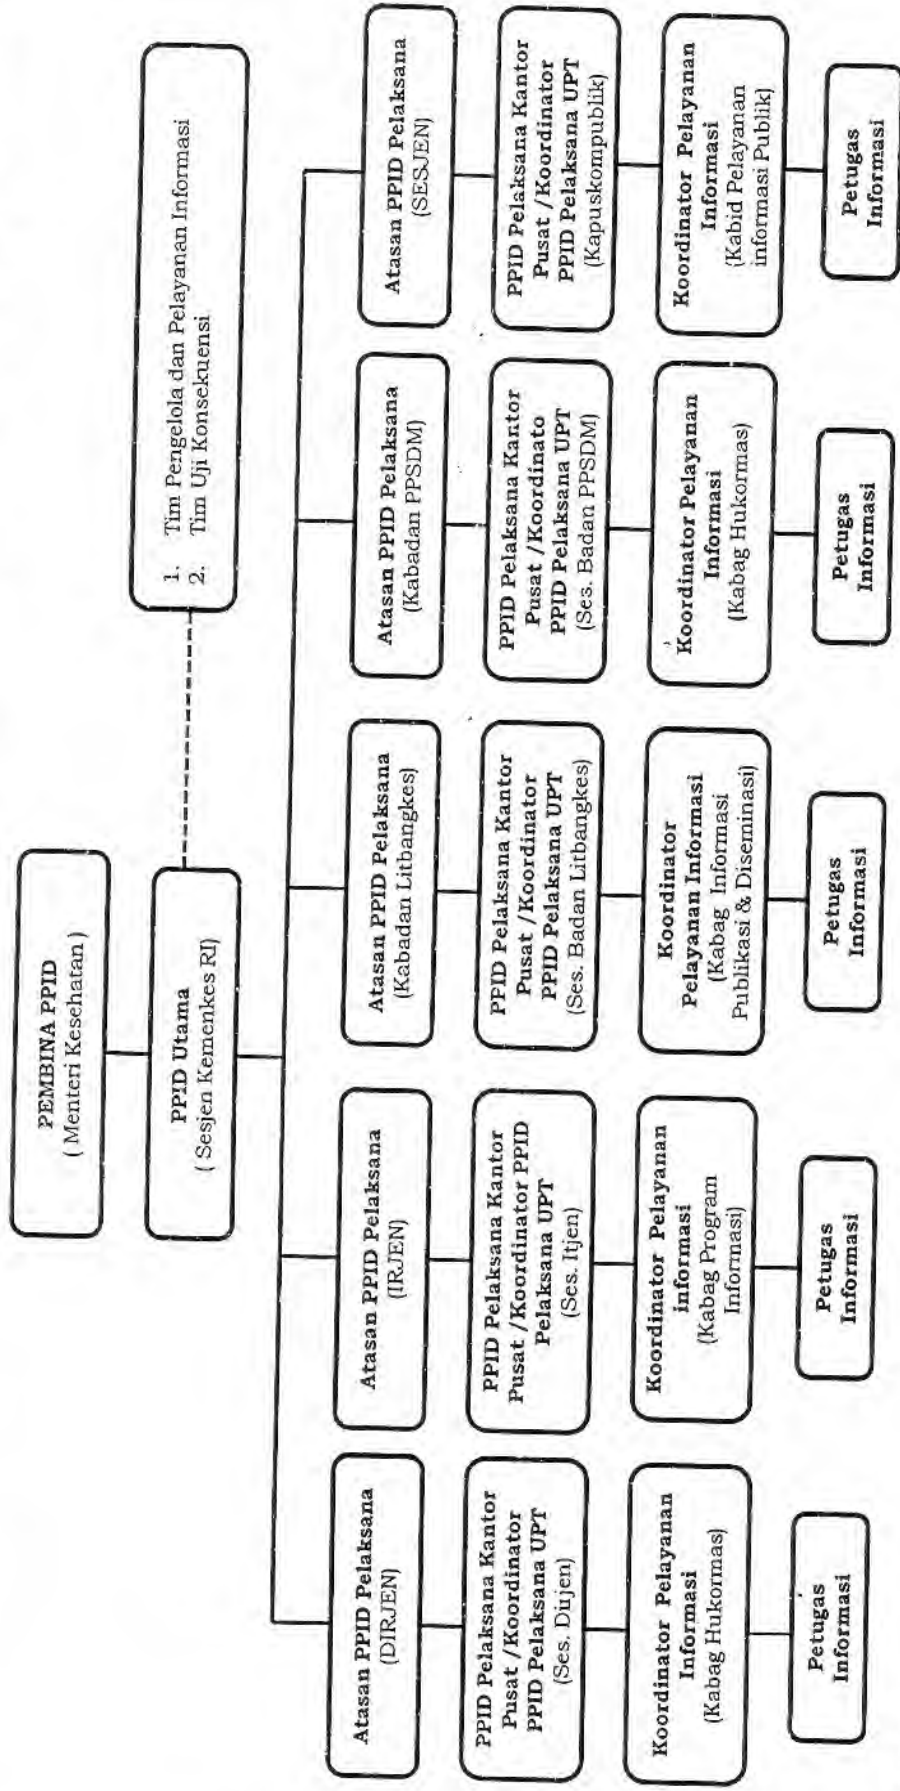 PEMBINA PPID
( Menteri Kesehatan )
PPID Utama
( Sesjen Kemenkes RI)
1. Tim Pengelola dan Pelayanan Informasi
2. Tim Uji Konsekuensi
Atasan PPID Pelaksana
(DIRJEN)
PPID Pelaksana Kantor
Pusat /Koordinator
PPID Pelaksana UPT
(Ses. Dirjen)
Koordinator Pelayanan
Informasi
(Kabag Hukormas)
Petugas
Informasi
Atasan PPID Pelaksana
(IRJEN)
PPID Pelaksana Kantor
Pusat /Koordinator PPID
Pelaksana UPT
(Ses. Itjen)
Koordinator Pelayanan
informasi
(Kabag Program
Informasi)
Petugas
Informasi
Atasan PPID Pelaksana
(Kabadan Litbangkes)
PPID Pelaksana Kantor
Pusat /Koordinator
PPID Pelaksana UPT
(Ses. Badan Litbangkes)
Koordinator
Pelayanan Informasi
(Kabag Informasi
Publikasi & Diseminasi)
Petugas
Informasi
Atasan PPID Pelaksana
(Kabadan PPSDM)
PPID Pelaksana Kantor
Pusat /Koordinato
PPID Pelaksana UPT
(Ses. Badan PPSDM)
Koordinator Pelayanan
Informasi
(Kabag Hukormas)
Petugas
Informasi
Atasan PPID Pelaksana
(SESJEN)
PPID Pelaksana Kantor
Pusat /Koordinator
PPID Pelaksana UPT
(Kapuskompublik)
Koordinator Pelayanan
Informasi
(Kabid Pelayanan
informasi Publik)
Petugas
Informasi